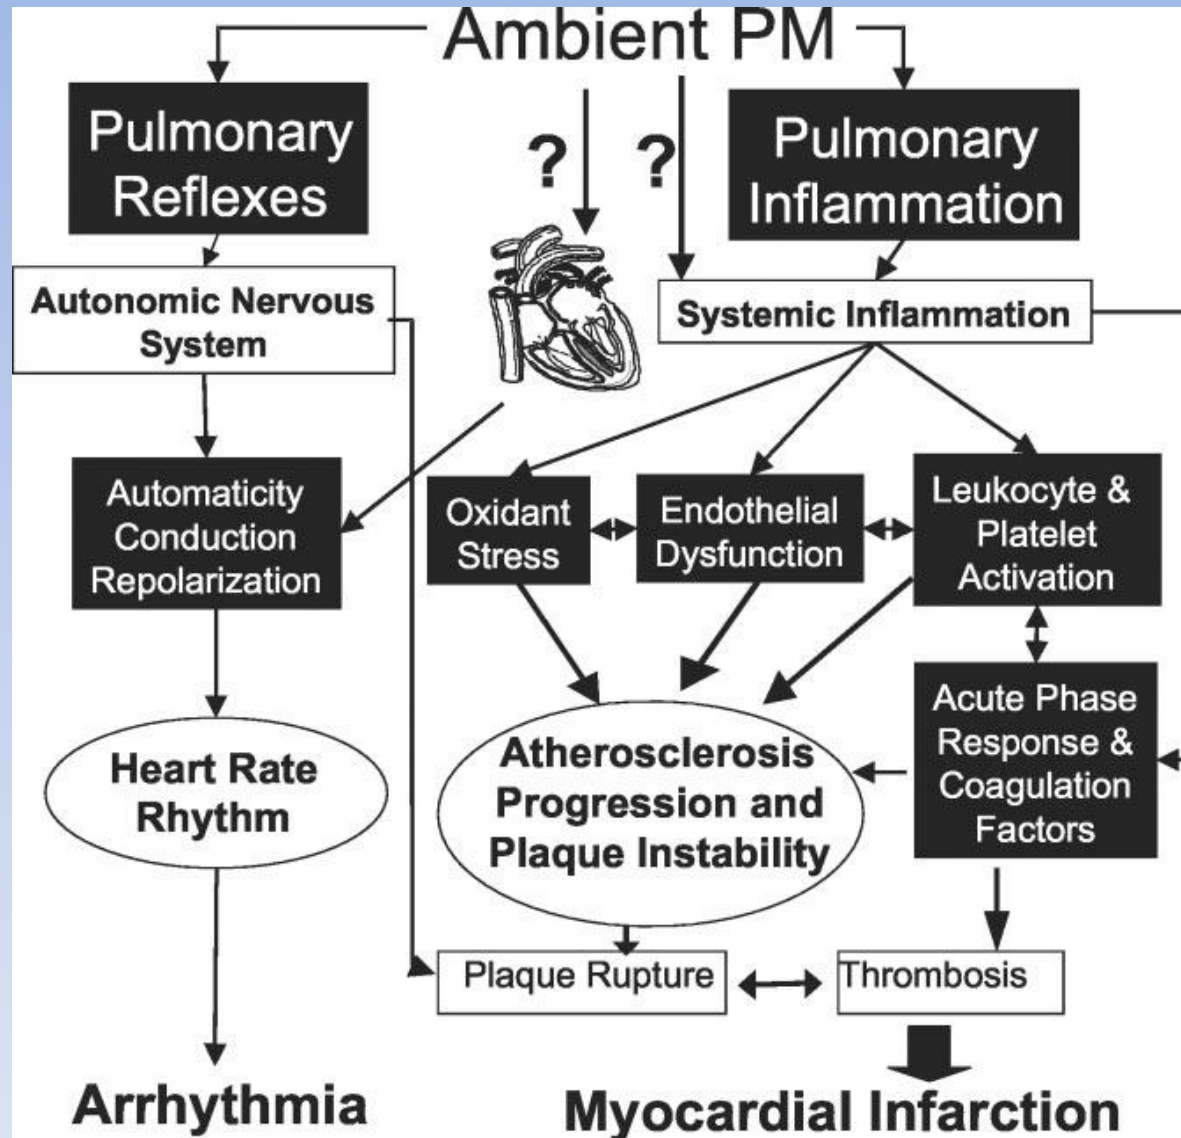 Ambient PM
Pulmonary
Reflexes
?
?
Pulmonary
Inflammation
Autonomic Nervous
System
Systemic Inflammation
Automaticity
Conduction
Repolarization
Oxidant
Stress
Endothelial
Dysfunction
Leukocyte &
Platelet
Activation
Heart Rate
Rhythm
Atherosclerosis
Progression and
Plaque Instability
Acute Phase
Response &
Coagulation
Factors
Plaque Rupture
Thrombosis
Arrhythmia
Myocardial Infarction